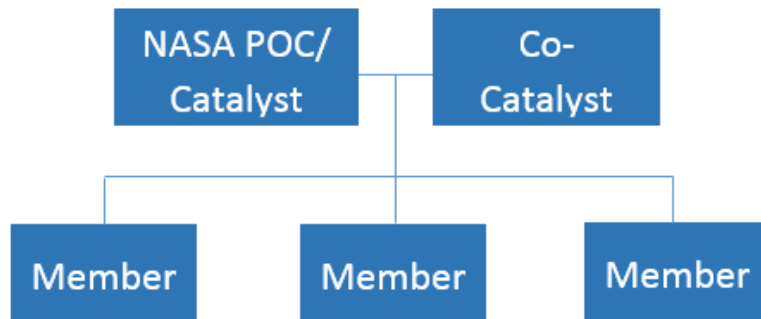 NASA POC/
Catalyst
Co-
Catalyst
Member
Member
Member